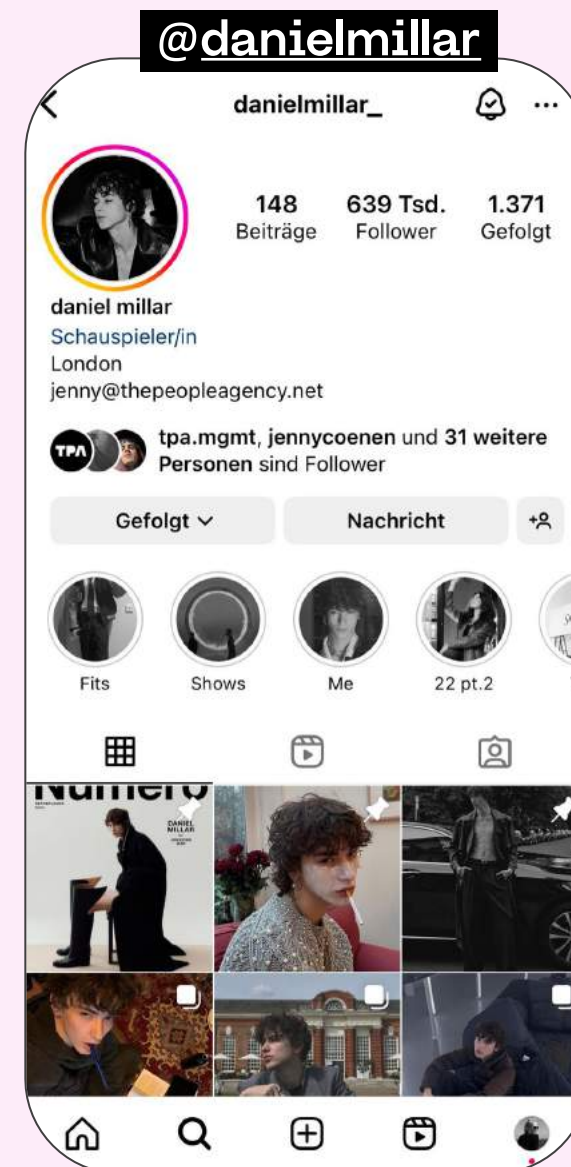 @danielmillar
danielmillar_
148
639 Tsd.
1.371
Beiträge
Follower
Gefolgt
daniel millar
Schauspieler/in
London
jenny@thepeopleagency.net
TPA
tpa.mgmt, jennycoenen und 31 weitere
Personen sind Follower
Gefolgt
Nachricht
Fits
Shows
Me
22 pt.2
Numéro
DANIEL
MILLAR